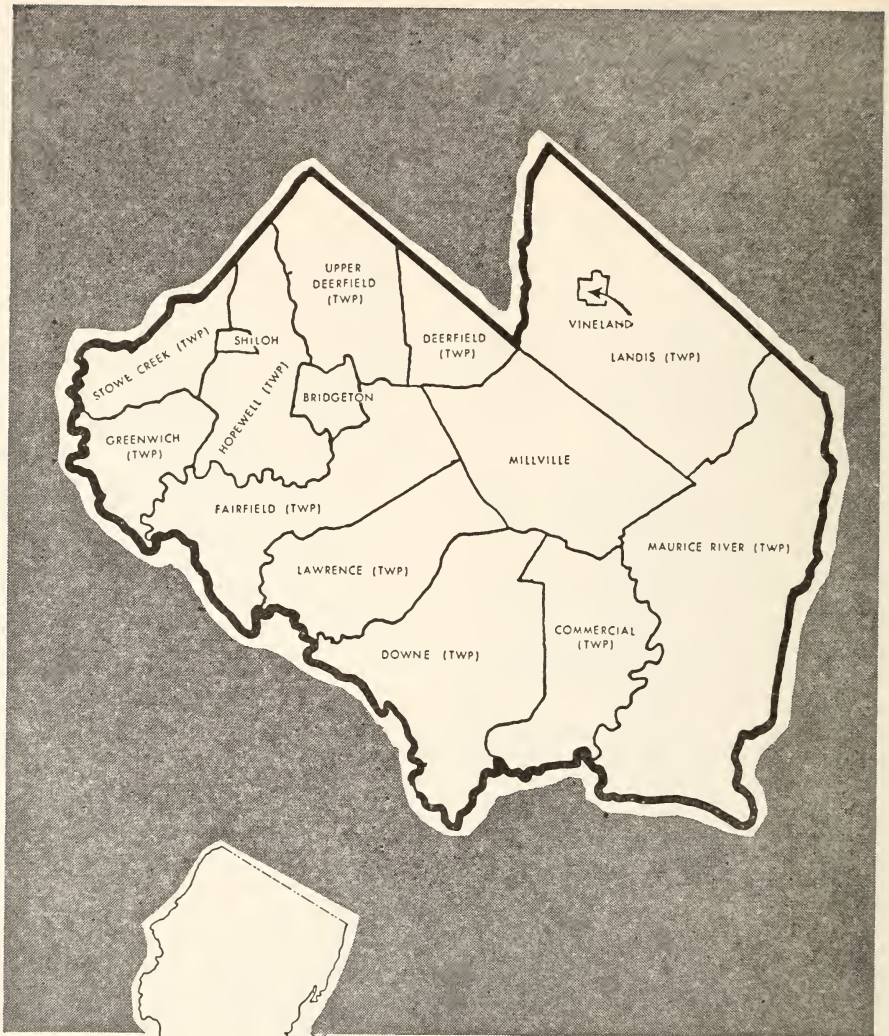 UPPER
DEERFIELD
(TWP)
VINELAND
LANDIS (TWP)
DEERFIELD
(TWP)
SHILOH
STOWE CREEK (TWP)
HOPEWELL (TWP)
BRIDGETON
GREENWICH
(TWP)
MILLVILLE
FAIRFIELD (TWP)
MAURICE RIVER (TWP)
LAWRENCE (TWP)
COMMERCIAL
(TWP)
DOWNE (TWP)